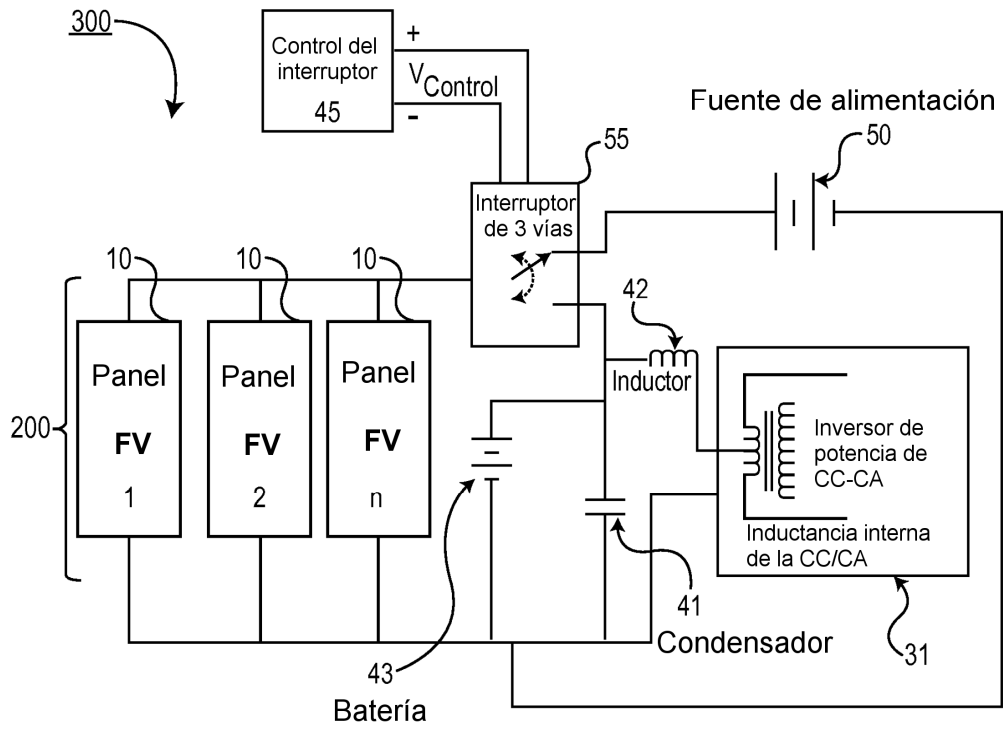 300
Control del
interruptor
45
+
VControl
-
Fuente de alimentación
50
55
Interruptor
de 3 vías
10
10
10
42
Inductor
200
Panel
FV
1
Panel
FV
2
Panel
FV
n
Inversor de
potencia de
CC-CA
Inductancia interna
de la CC/CA
41
Condensador
31
43
Batería